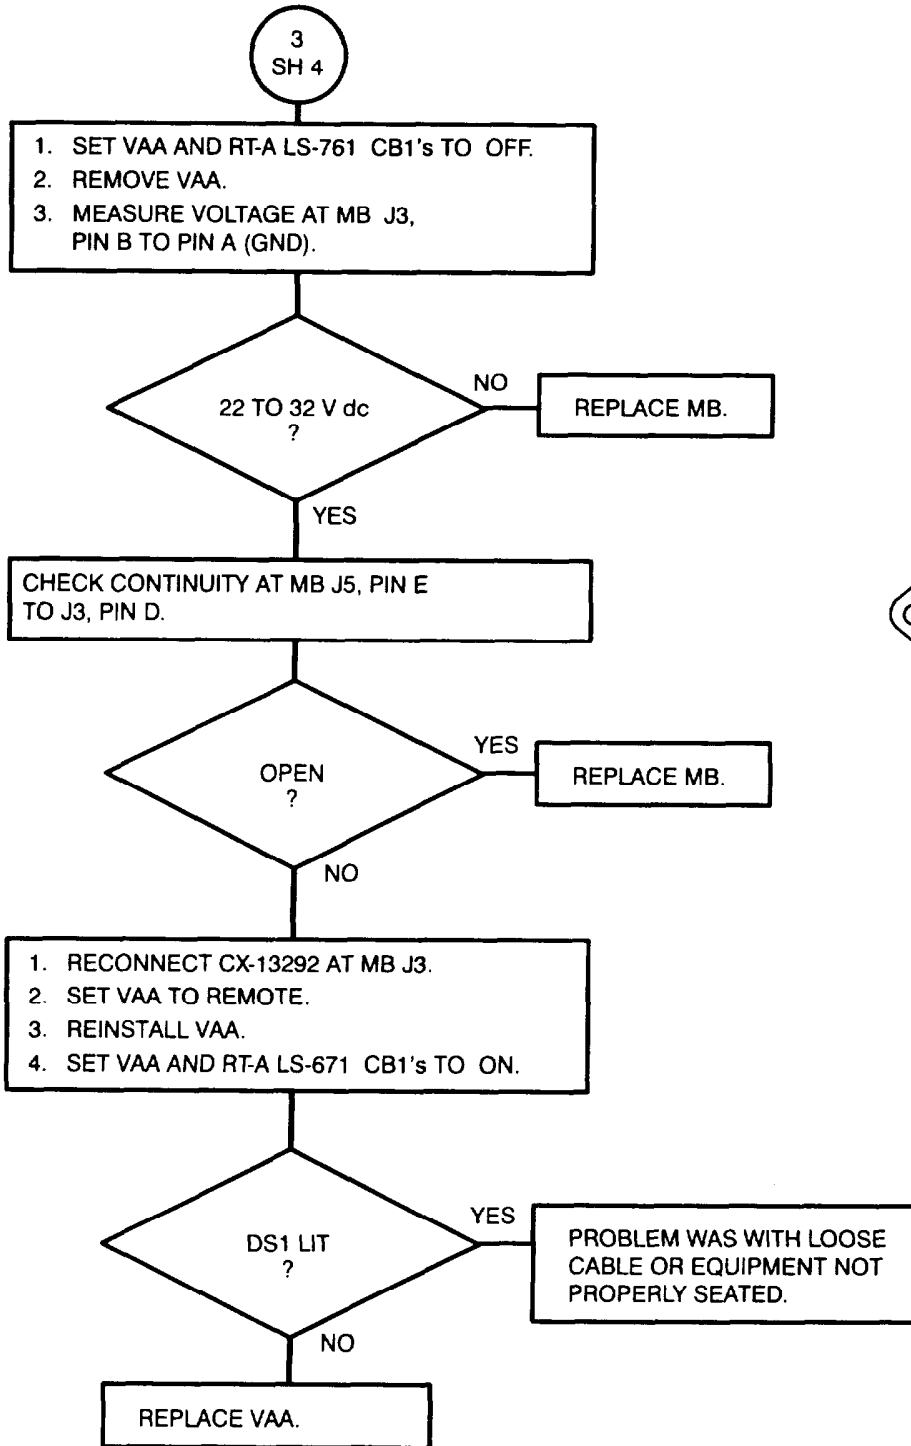 3
SH 4
1. SET VAA AND RT-A LS-761 CB1's TO OFF.
2. REMOVE VAA.
3. MEASURE VOLTAGE AT MB J3,
PIN B TO PIN A (GND).
22 TO 32 V dc
?
NO
REPLACE MB.
YES
CHECK CONTINUITY AT MB J5, PIN E
TO J3, PIN D.
OPEN
?
YES
REPLACE MB.
NO
1. RECONNECT CX-13292 AT MB J3.
2. SET VAA TO REMOTE.
3. REINSTALL VAA.
4. SET VAA AND RT-A LS-671 CB1's TO ON.
DS1 LIT
?
YES
PROBLEM WAS WITH LOOSE
CABLE OR EQUIPMENT NOT
PROPERLY SEATED.
NO
REPLACE VAA.